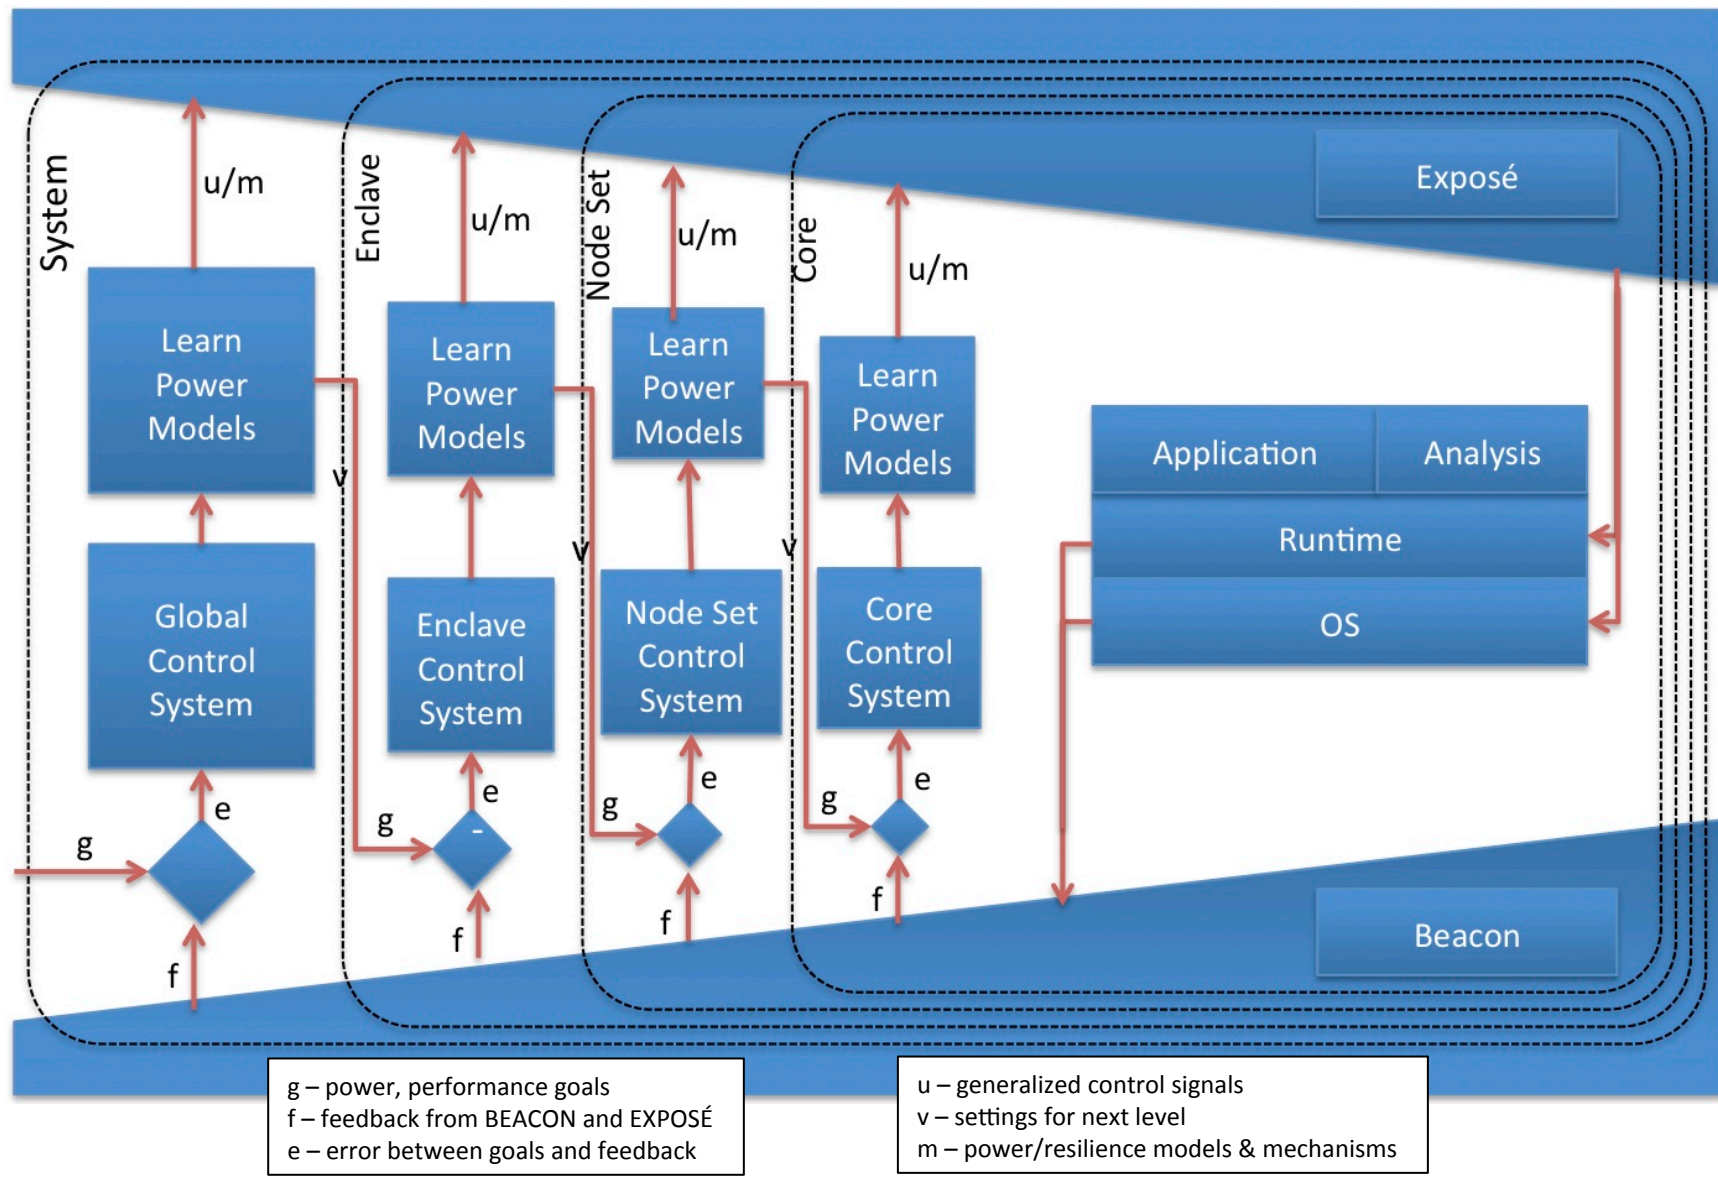 System
Enclave
Node Set
Core
Exposé
u/m
u/m
u/m
u/m
Learn
Power
Models
Learn
Power
Models
Learn
Power
Models
Learn
Power
Models
v
v
v
Application
Analysis
Runtime
OS
Global
Control
System
Enclave
Control
System
Node Set
Control
System
Core
Control
System
e
e
e
e
g
g
g
g
-
f
f
f
f
Beacon
g – power, performance goals
f – feedback from BEACON and EXPOSÉ
e – error between goals and feedback
u – generalized control signals
v – settings for next level
m – power/resilience models & mechanisms